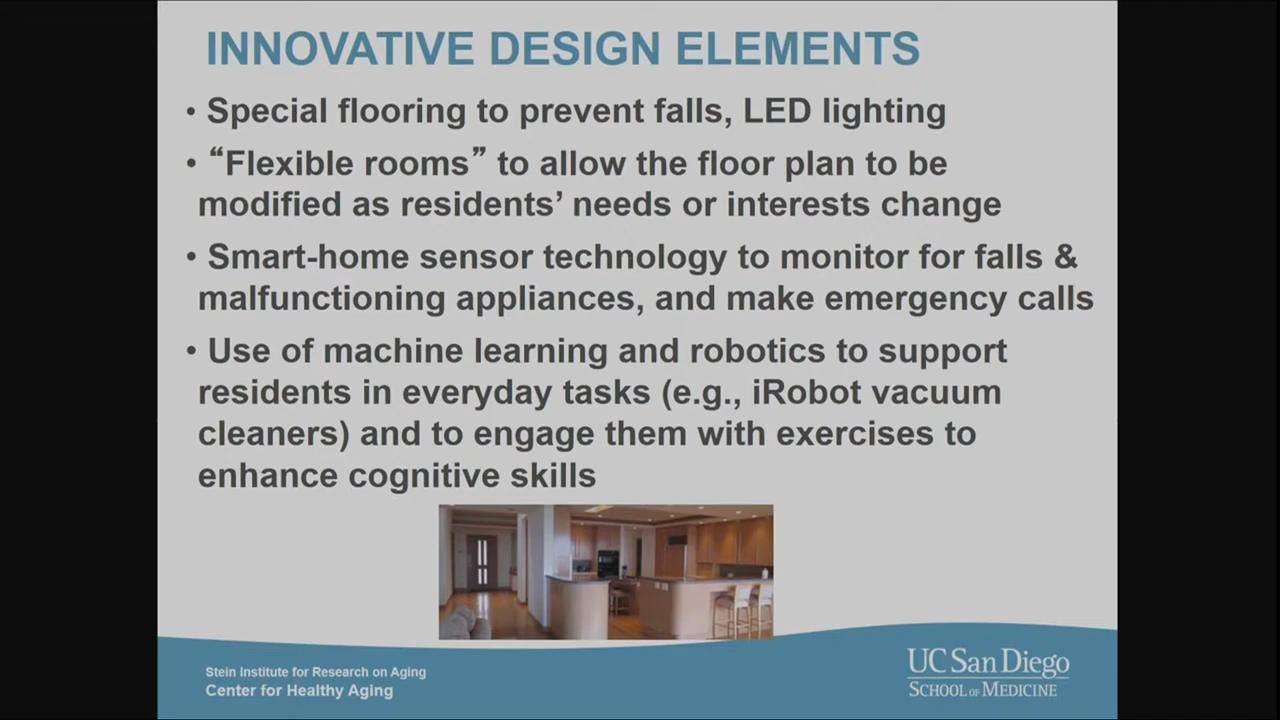 INNOVATIVE DESIGN ELEMENTS
• Special flooring to prevent falls, LED lighting
• “Flexible rooms” to allow the floor plan to be
modified as residents’ needs or interests change
• Smart-home sensor technology to monitor for falls &
malfunctioning appliances, and make emergency calls
• Use of machine learning and robotics to support
residents in everyday tasks (e.g., iRobot vacuum
cleaners) and to engage them with exercises to
enhance cognitive skills
Stein Institute for Research on Aging
Center for Healthy Aging
UC San Diego
SCHOOL OF MEDICINE